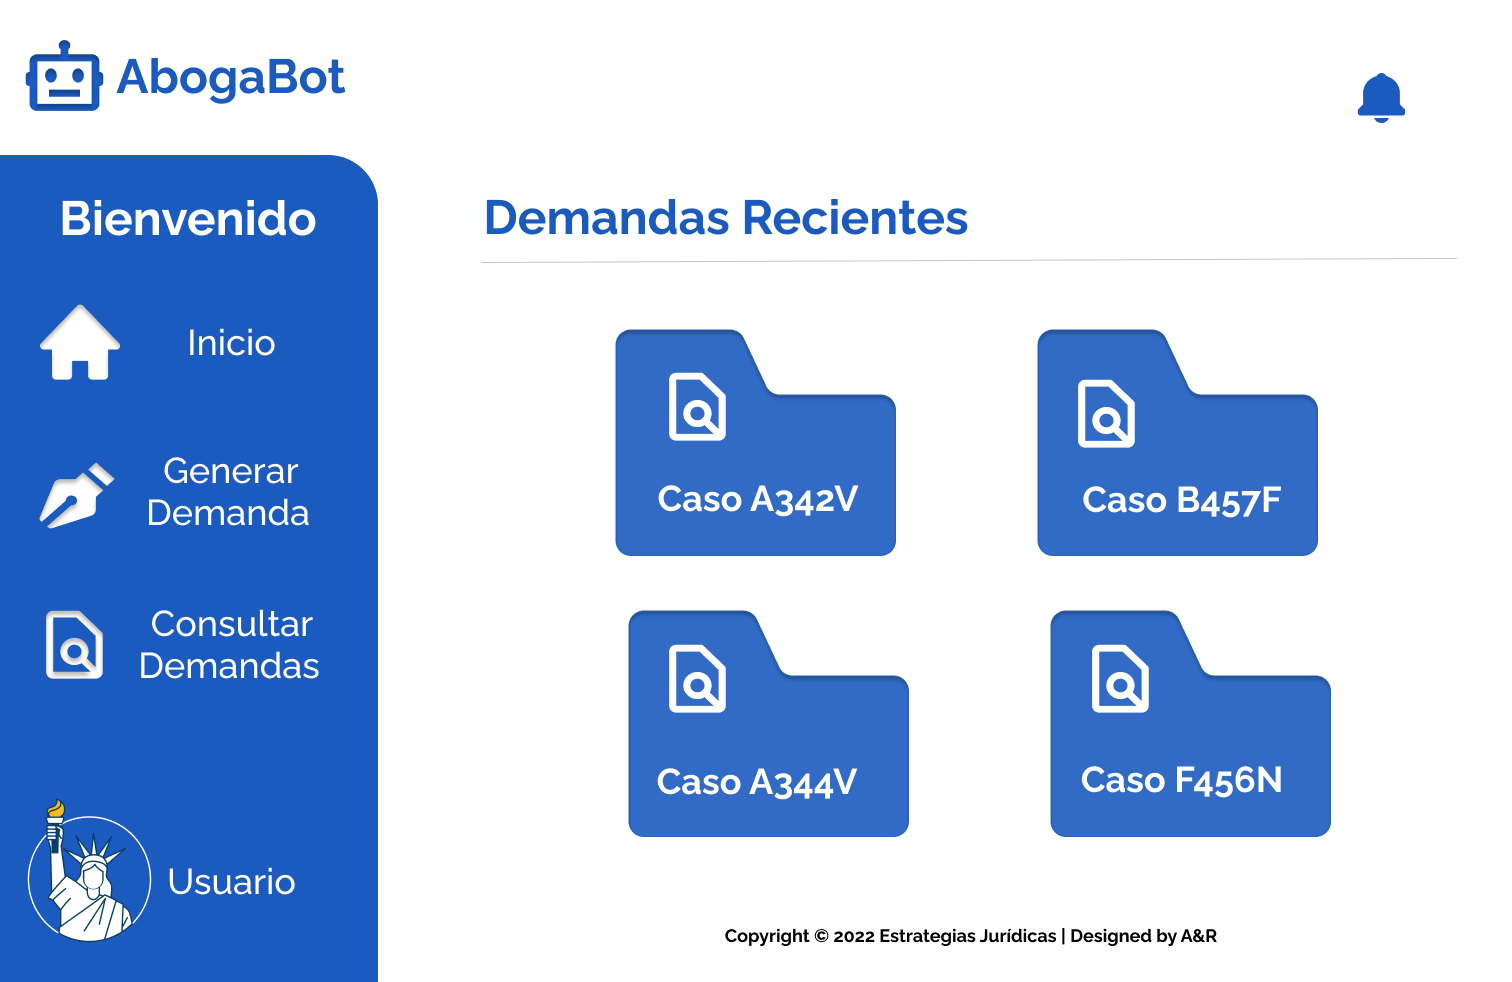 AbogaBot
Bienvenido
Inicio
Generar
Demanda
Consultar
Demandas
Usuario
Demandas Recientes
Caso A342V
Caso B457F
Caso A344V
Caso F456N
Copyright © 2022 Estrategias Jurídicas | Designed by A&R